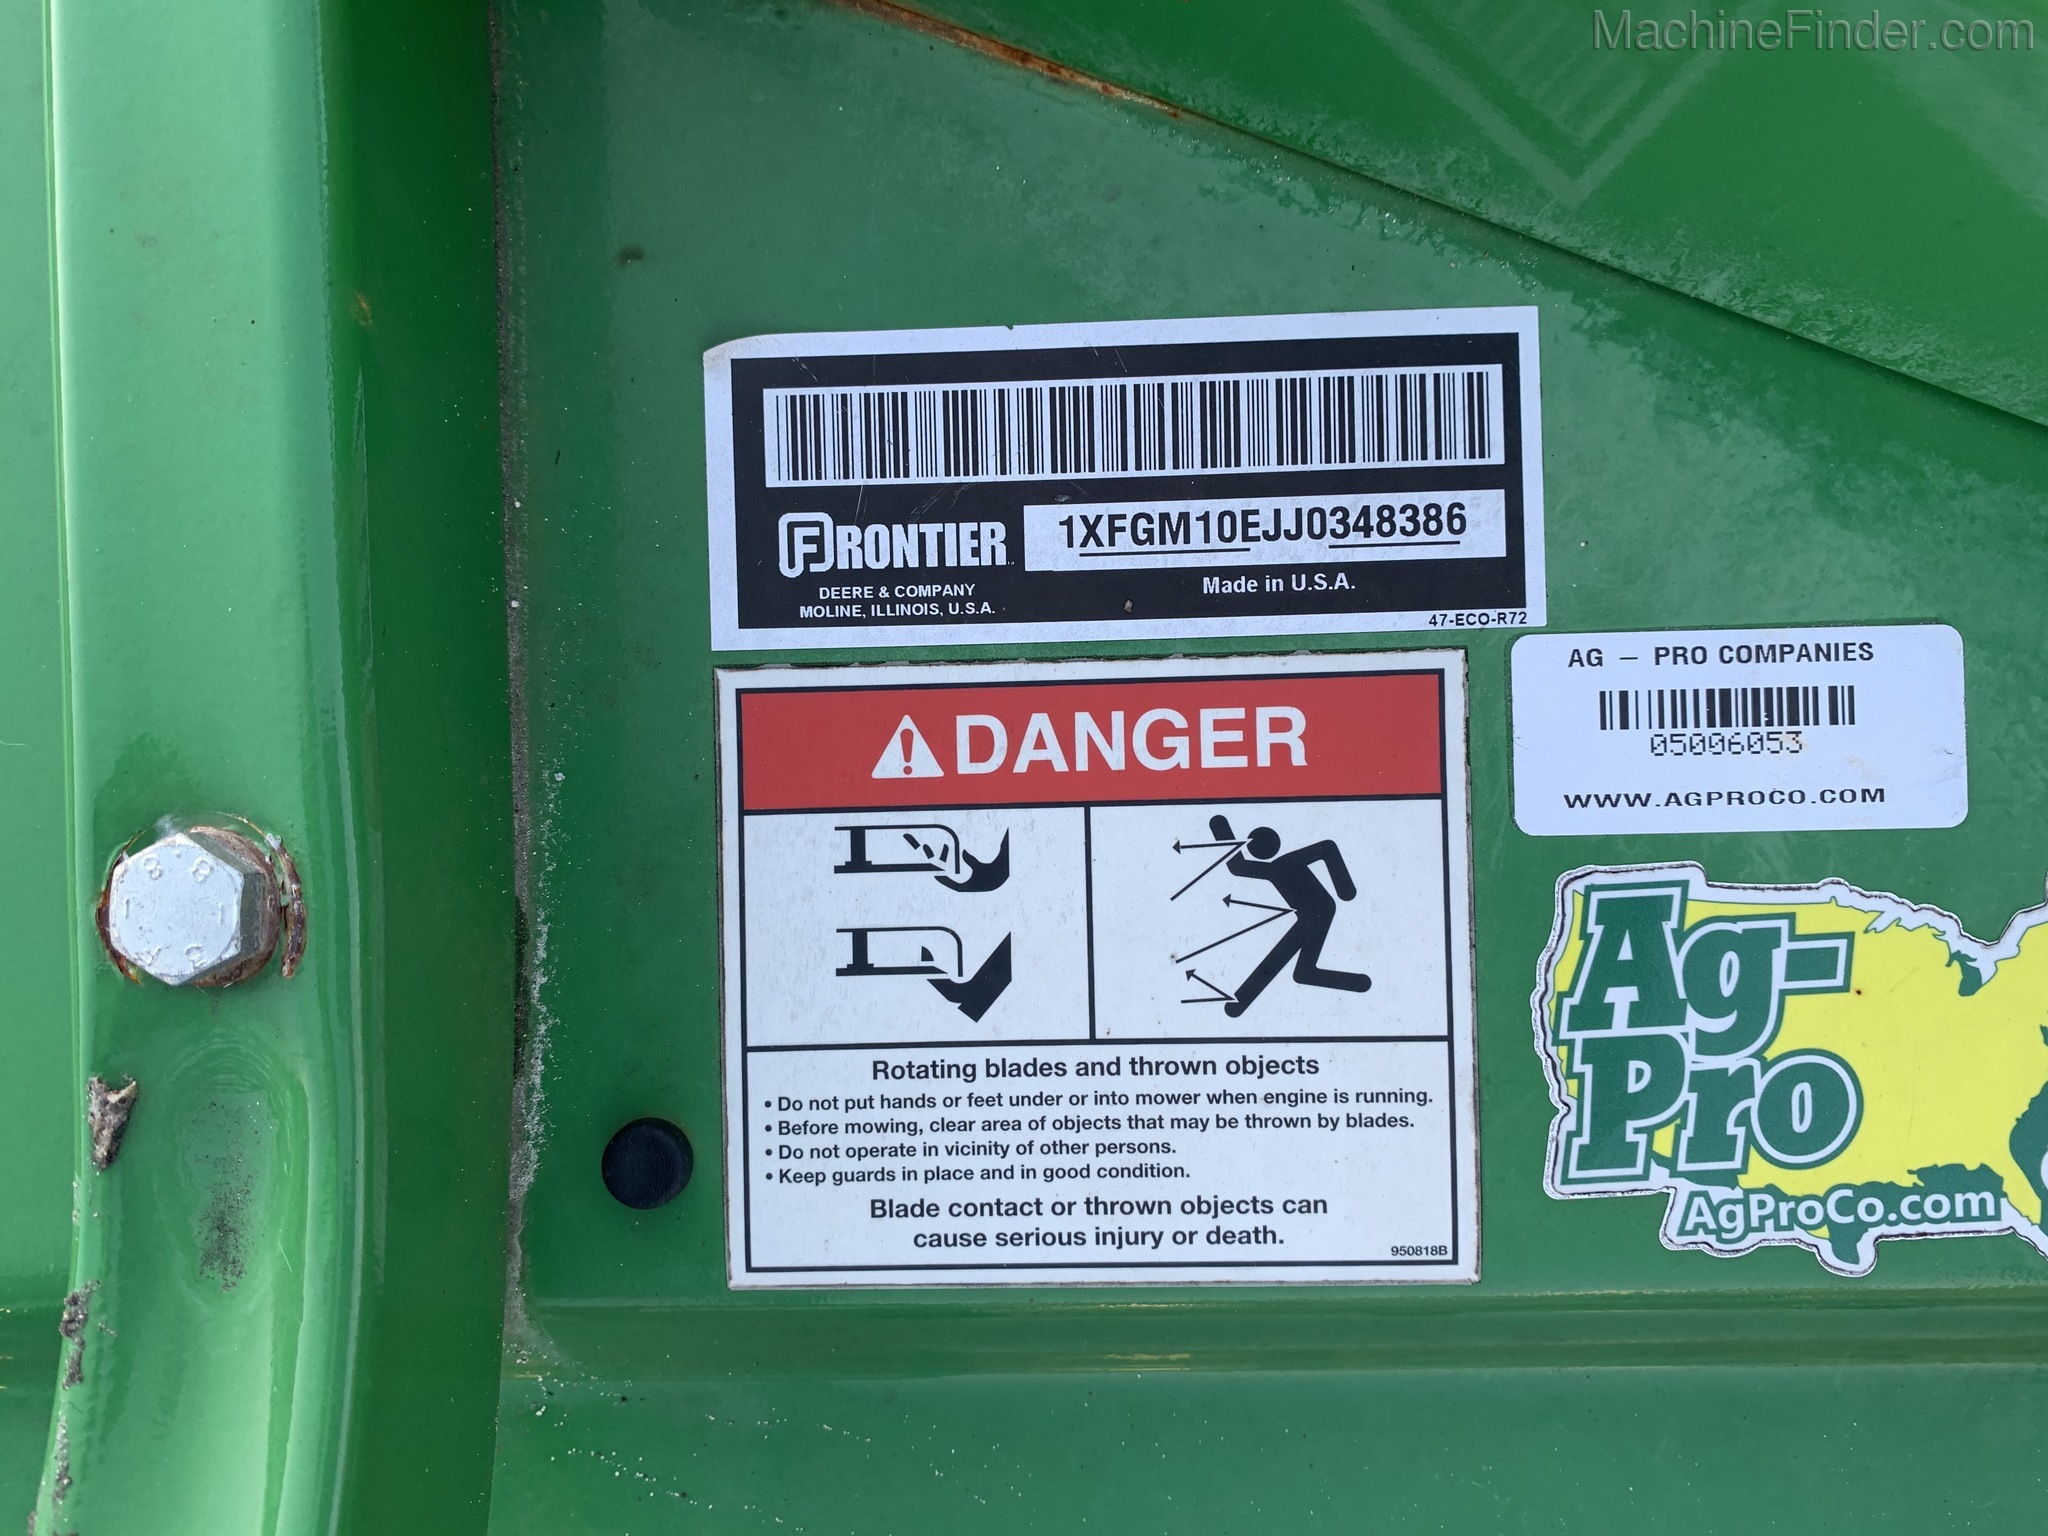 MachineFinder.com
FRONTIER
1XFGM10EJJ0348386
DEERE & COMPANY
MOLINE, ILLINOIS, U.S.A.
Made in U.S.A.
47-ECO-R72
AG – PRO COMPANIES
05006053
WWW.AGPROCO.COM
DANGER
Rotating blades and thrown objects
• Do not put hands or feet under or into mower when engine is running.
• Before mowing, clear area of objects that may be thrown by blades.
• Do not operate in vicinity of other persons.
• Keep guards in place and in good condition.
Blade contact or thrown objects can
cause serious injury or death.
950818B
Ag-
Pro
AgProCo.com
8.8